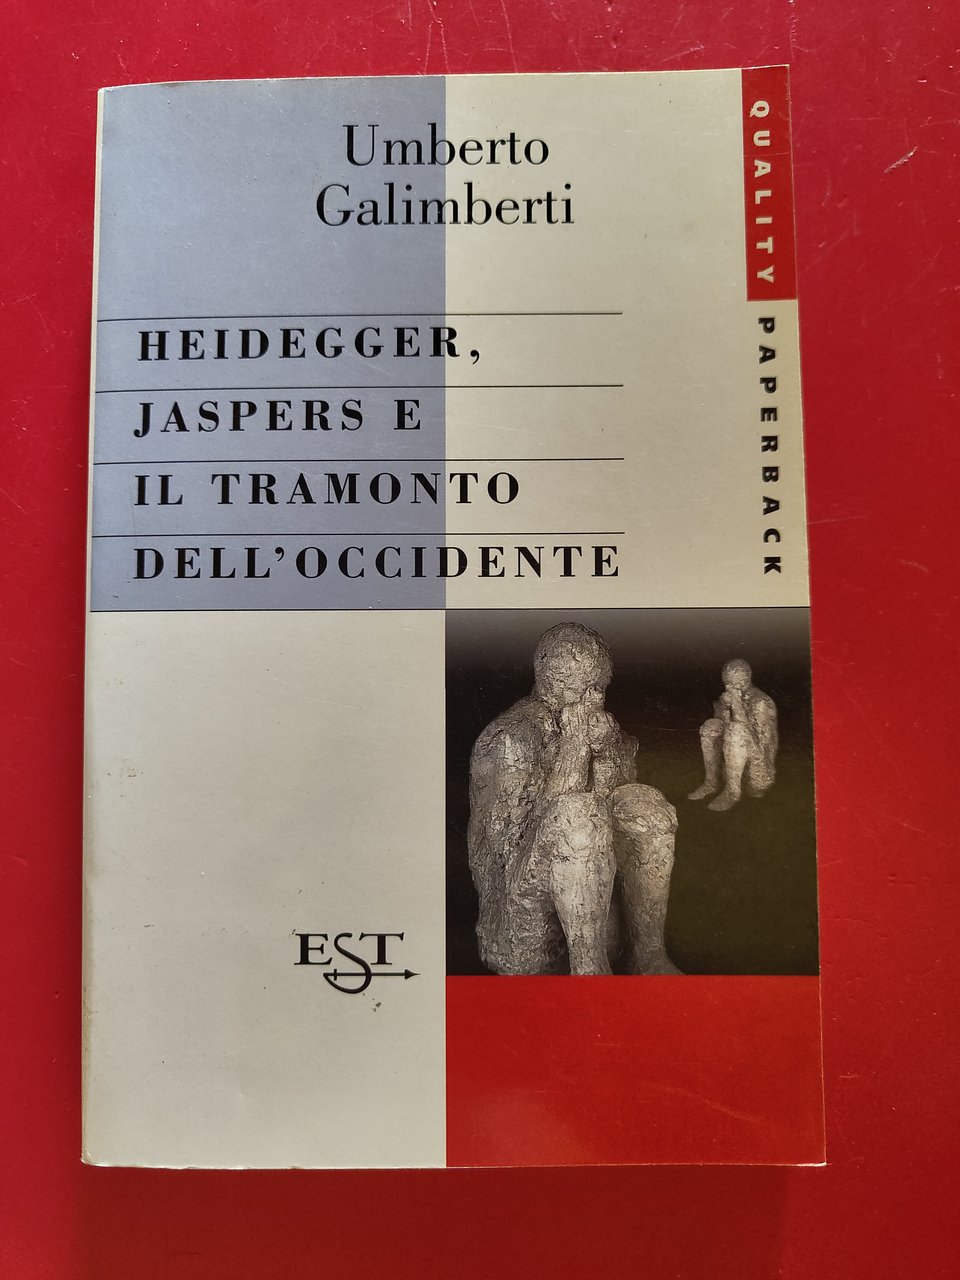 Umberto
Galimberti
HEIDEGGER,
JASPERS E
IL TRAMONTO
DELL'OCCIDENTE
QUALITY PAPERBACK
EST